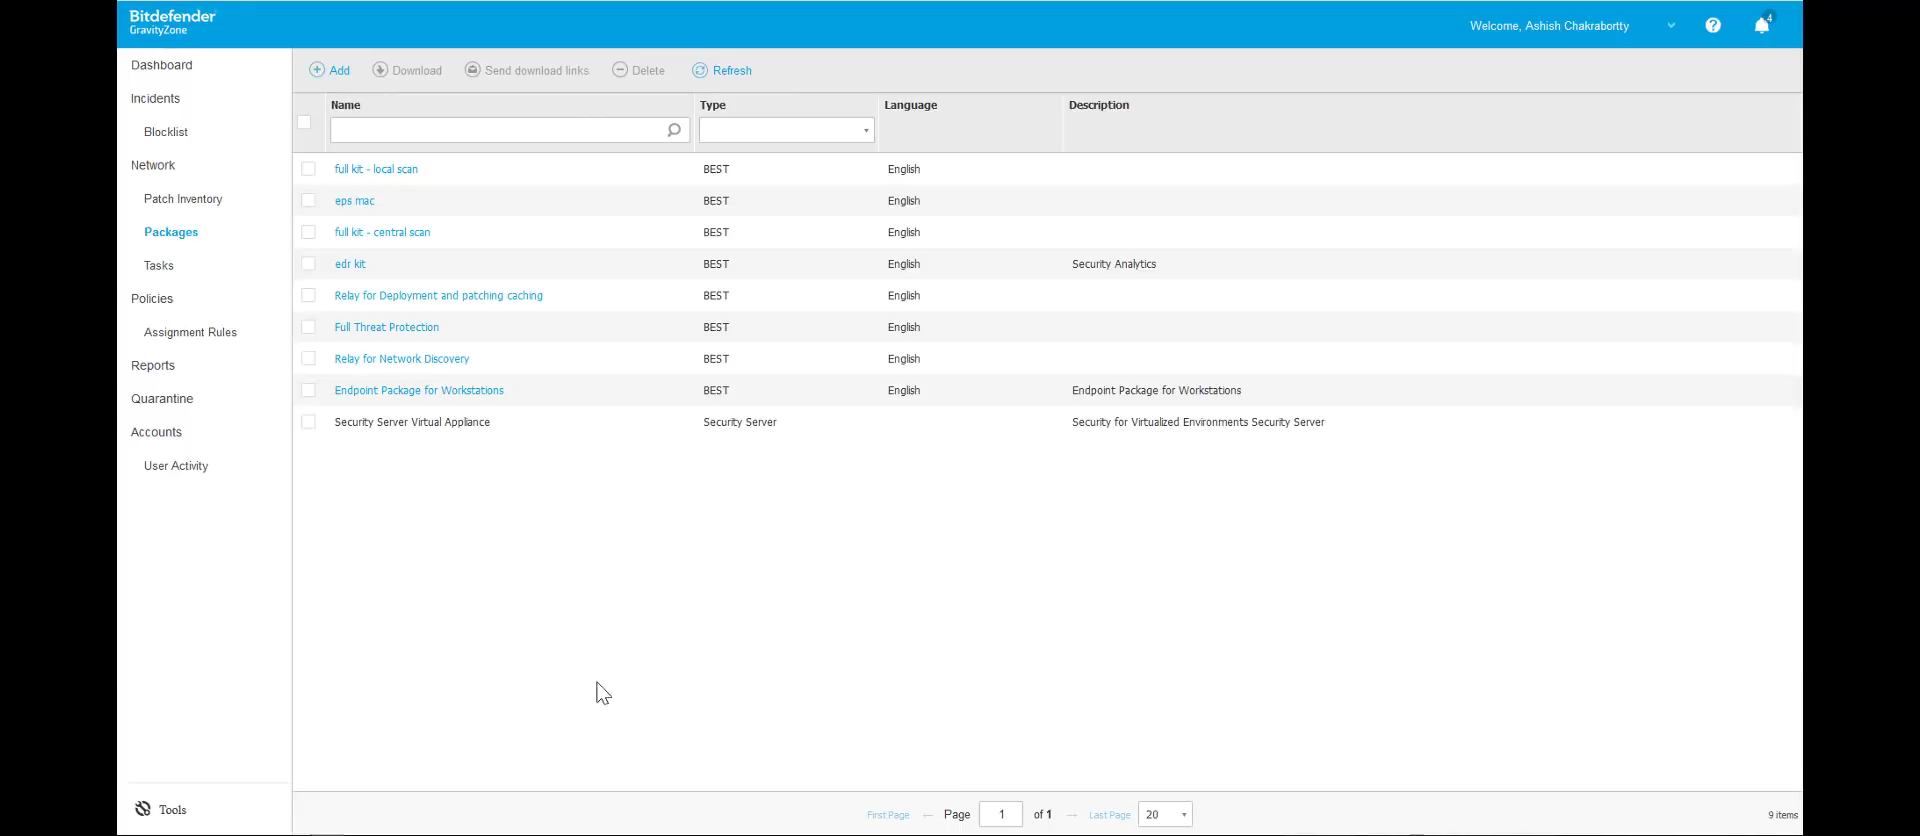 Bitdefender
GravityZone
Welcome, Ashish Chakrabortty
4
Dashboard
Incidents
Blocklist
Network
Patch Inventory
Packages
Tasks
Policies
Assignment Rules
Reports
Quarantine
Accounts
User Activity
Tools
Add Download Send download links Delete Refresh
Name Type Language Description
full kit - local scan BEST English
eps mac BEST English
full kit - central scan BEST English
edr kit BEST English Security Analytics
Relay for Deployment and patching caching BEST English
Full Threat Protection BEST English
Relay for Network Discovery BEST English
Endpoint Package for Workstations BEST English Endpoint Package for Workstations
Security Server Virtual Appliance Security Server Security for Virtualized Environments Security Server
First Page ← Page 1 of 1 → Last Page 20 9 items